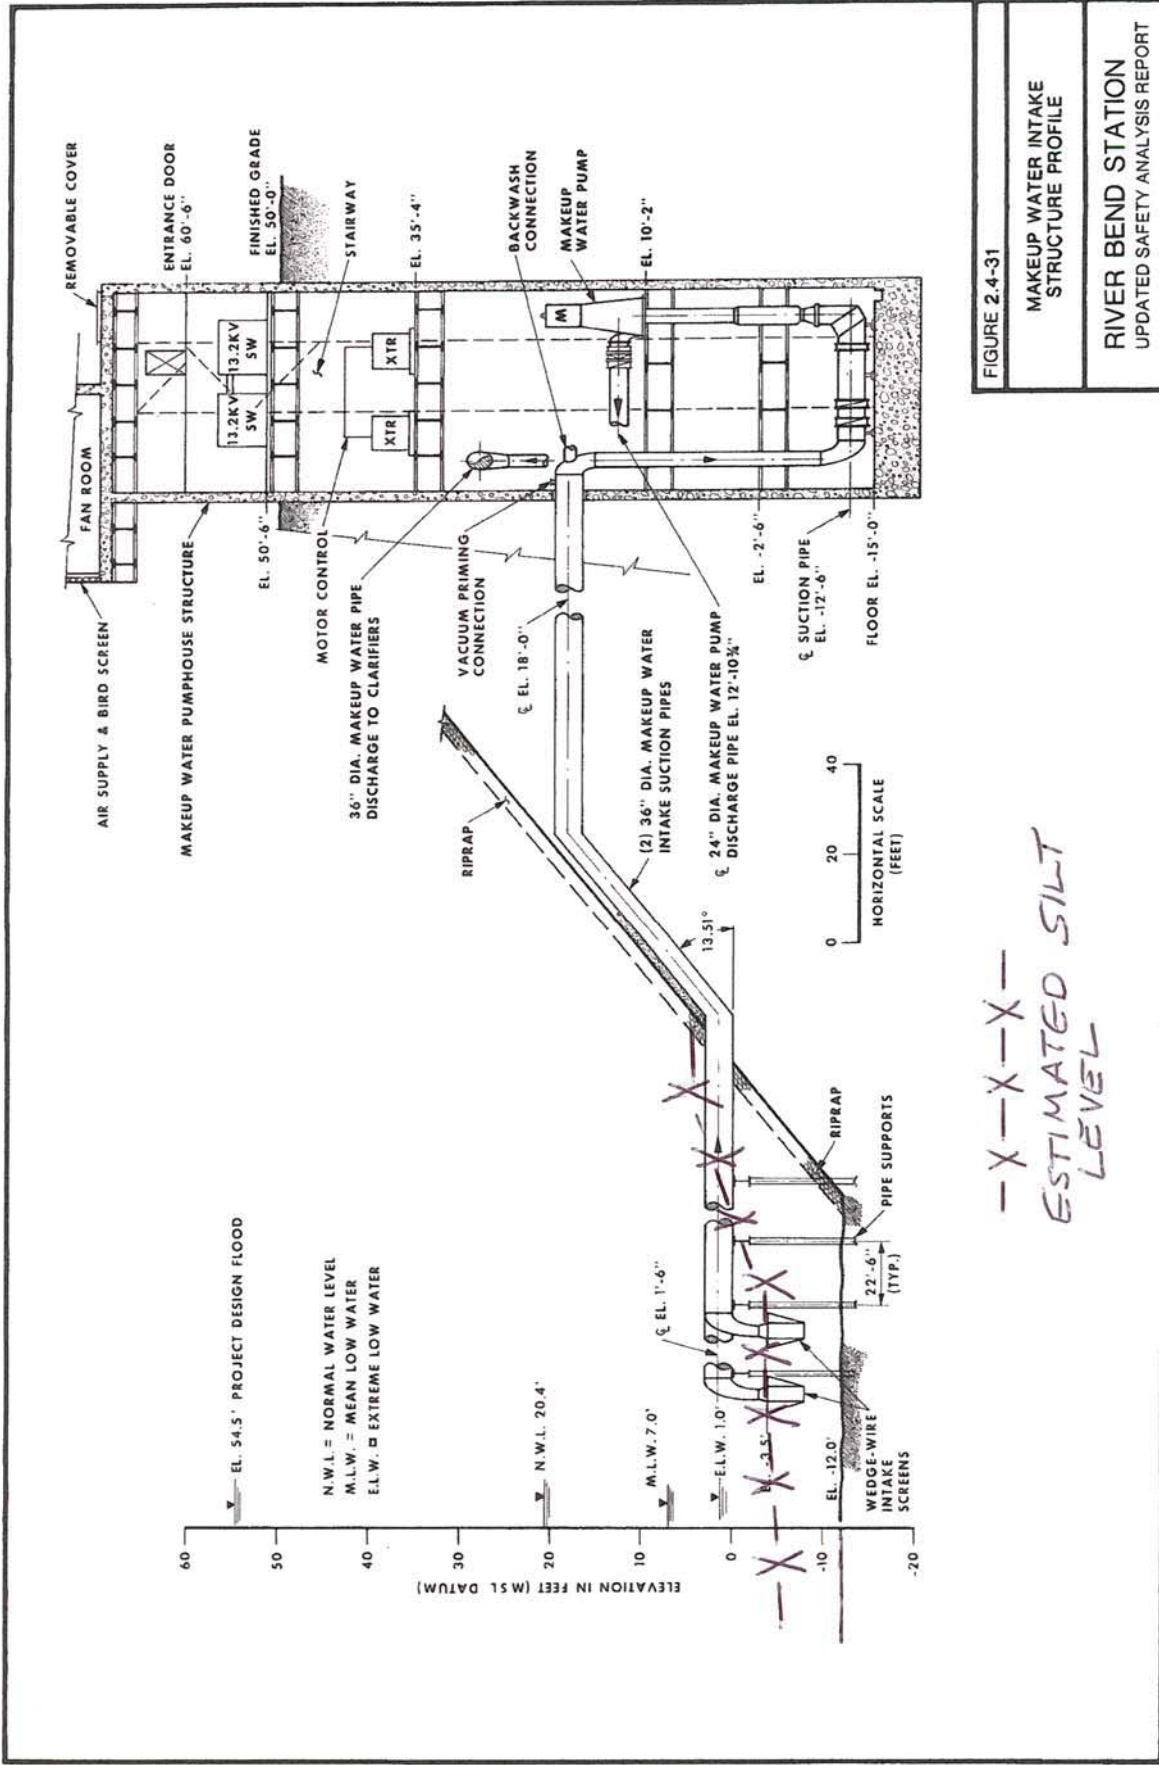 REMOVABLE COVER
FAN ROOM
AIR SUPPLY & BIRD SCREEN
MAKEUP WATER PUMPHOUSE STRUCTURE
ENTRANCE DOOR
EL. 60'-6"
FINISHED GRADE
EL. 50'-0"
13.2KV
SW
13.2KV
SW
EL. 50'-6"
STAIRWAY
MOTOR CONTROL
XTR
XTR
EL. 35'-4"
36" DIA. MAKEUP WATER PIPE
DISCHARGE TO CLARIFIERS
VACUUM PRIMING
CONNECTION
BACKWASH
CONNECTION
MAKEUP
WATER PUMP
M
EL. 10'-2"
℄ EL. 18'-0"
RIPRAP
(2) 36" DIA. MAKEUP WATER
INTAKE SUCTION PIPES
℄ 24" DIA. MAKEUP WATER PUMP
DISCHARGE PIPE EL. 12'-10¾"
EL. -2'-6"
℄ SUCTION PIPE
EL. -12'-6"
FLOOR EL. -15'-0"
13.51°
0
20
40
HORIZONTAL SCALE
(FEET)
EL. 54.5' PROJECT DESIGN FLOOD
N.W.L. = NORMAL WATER LEVEL
M.L.W. = MEAN LOW WATER
E.L.W. = EXTREME LOW WATER
N.W.L. 20.4'
M.L.W. 7.0'
E.L.W. 1.0'
℄ EL. 1'-6"
EL. -3.5'
EL. -12.0'
WEDGE-WIRE
INTAKE
SCREENS
22'-6"
(TYP.)
RIPRAP
PIPE SUPPORTS
60
50
40
30
20
10
0
-10
-20
ELEVATION IN FEET (MSL DATUM)
-X-X-X-
ESTIMATED SILT
LEVEL
FIGURE 2.4-31
MAKEUP WATER INTAKE
STRUCTURE PROFILE
RIVER BEND STATION
UPDATED SAFETY ANALYSIS REPORT